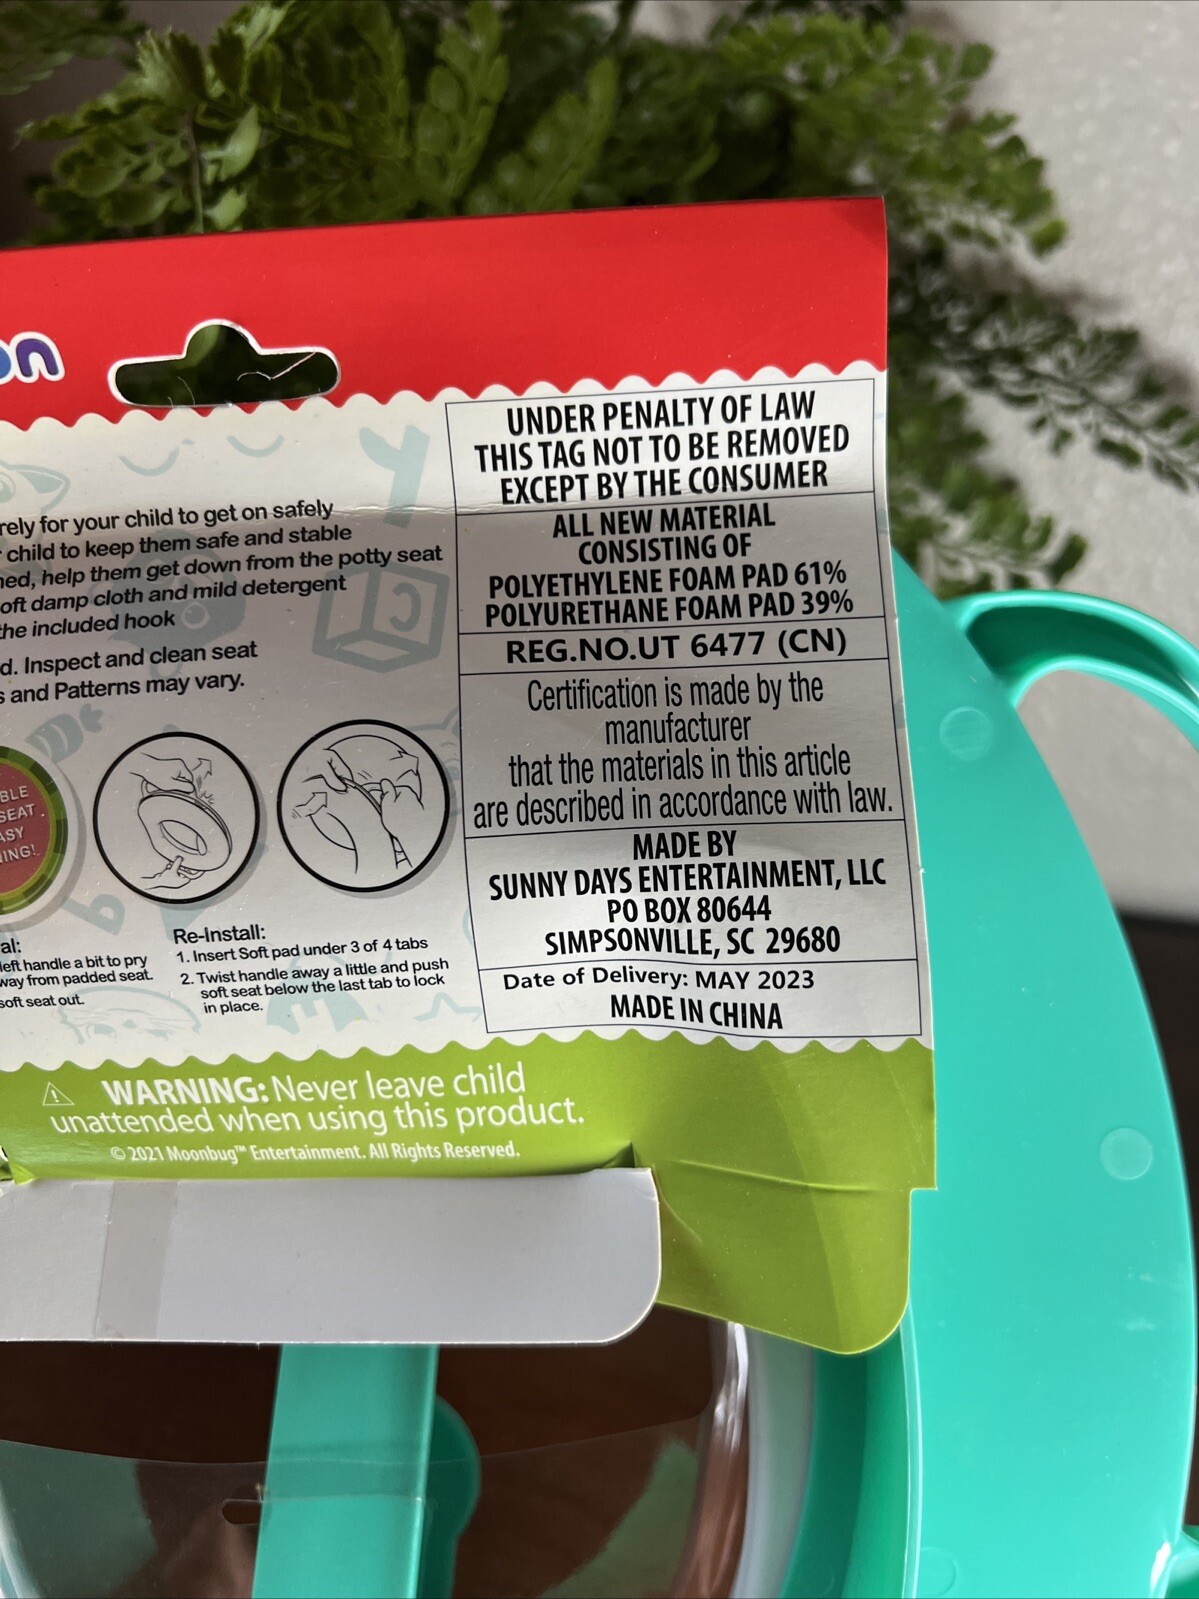 on
rely for your child to get on safely
child to keep them safe and stable
ned, help them get down from the potty seat
oft damp cloth and mild detergent
the included hook
d. Inspect and clean seat
s and Patterns may vary.
BLE
SEAT.
ASY
ING!
al:
left handle a bit to pry
way from padded seat.
soft seat out.
Re-Install:
1. Insert Soft pad under 3 of 4 tabs
2. Twist handle away a little and push
soft seat below the last tab to lock
in place.
UNDER PENALTY OF LAW
THIS TAG NOT TO BE REMOVED
EXCEPT BY THE CONSUMER
ALL NEW MATERIAL
CONSISTING OF
POLYETHYLENE FOAM PAD 61%
POLYURETHANE FOAM PAD 39%
REG.NO.UT 6477 (CN)
Certification is made by the
manufacturer
that the materials in this article
are described in accordance with law.
MADE BY
SUNNY DAYS ENTERTAINMENT, LLC
PO BOX 80644
SIMPSONVILLE, SC 29680
Date of Delivery: MAY 2023
MADE IN CHINA
WARNING: Never leave child
unattended when using this product.
© 2021 Moonbug™ Entertainment. All Rights Reserved.